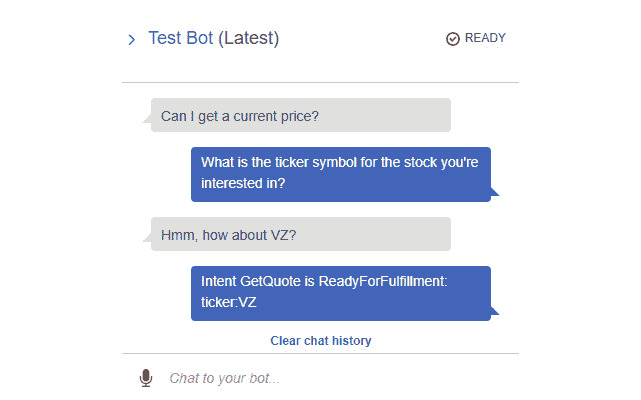 Test Bot (Latest)
READY
Can I get a current price?
What is the ticker symbol for the stock you're
interested in?
Hmm, how about VZ?
Intent GetQuote is ReadyForFulfillment:
ticker:VZ
Clear chat history
Chat to your bot...